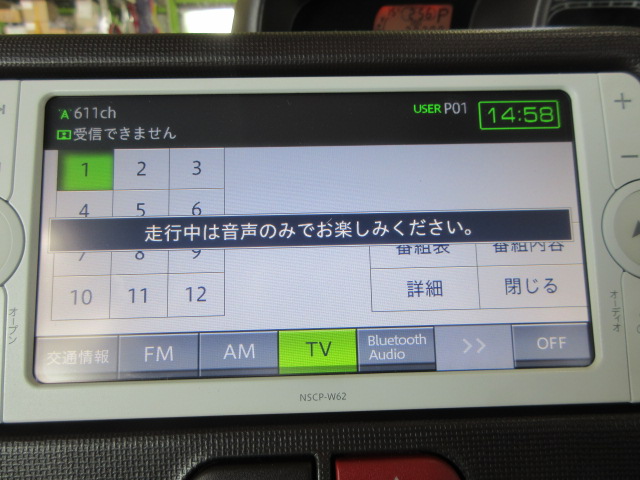 611ch
USER P01
14:58
受信できません
1 2 3
4 5 6
走行中は音声のみでお楽しみください。
7 8 9
番組表 番組内容
10 11 12
詳細 閉じる
オープン
オーディオ
交通情報 FM AM TV Bluetooth Audio >> OFF
NSCP-W62